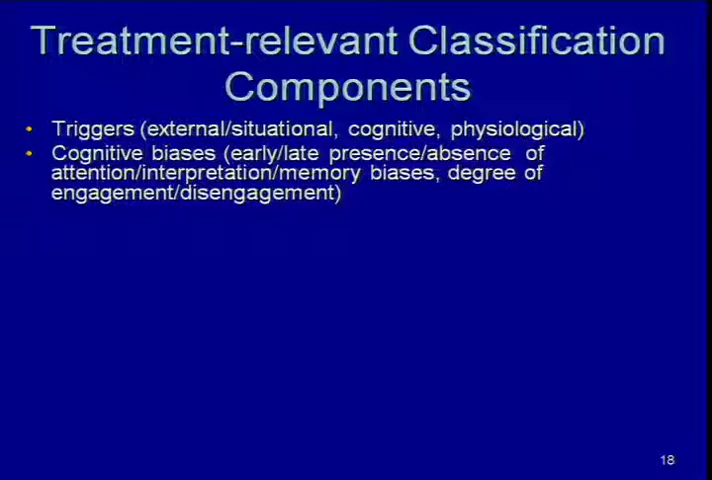 Treatment-relevant Classification
Components
• Triggers (external/situational, cognitive, physiological)
• Cognitive biases (early/late presence/absence of
attention/interpretation/memory biases, degree of
engagement/disengagement)
18